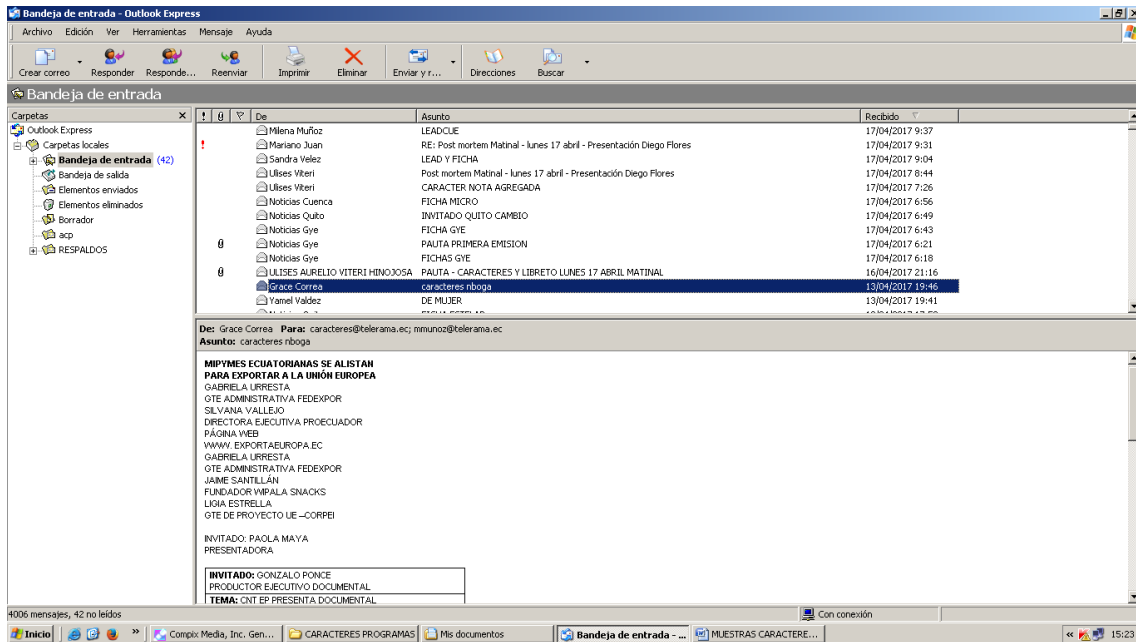 Bandeja de entrada - Outlook Express
Archivo Edición Ver Herramientas Mensaje Ayuda
Crear correo Responder Responde... Reenviar Imprimir Eliminar Enviar y r... Direcciones Buscar
Bandeja de entrada
Carpetas
Outlook Express
Carpetas locales
Bandeja de entrada (42)
Bandeja de salida
Elementos enviados
Elementos eliminados
Borrador
acp
RESPALDOS
! De Asunto Recibido
Milena Muñoz LEADCUE 17/04/2017 9:37
! Mariano Juan RE: Post mortem Matinal - lunes 17 abril - Presentación Diego Flores 17/04/2017 9:31
Sandra Velez LEAD Y FICHA 17/04/2017 9:04
Ulises Viteri Post mortem Matinal - lunes 17 abril - Presentación Diego Flores 17/04/2017 8:44
Ulises Viteri CARACTER NOTA AGREGADA 17/04/2017 7:26
Noticias Cuenca FICHA MICRO 17/04/2017 6:56
Noticias Quito INVITADO QUITO CAMBIO 17/04/2017 6:49
Noticias Gye FICHA GYE 17/04/2017 6:43
Noticias Gye PAUTA PRIMERA EMISION 17/04/2017 6:21
Noticias Gye FICHAS GYE 17/04/2017 6:18
ULISES AURELIO VITERI HINOJOSA PAUTA - CARACTERES Y LIBRETO LUNES 17 ABRIL MATINAL 16/04/2017 21:16
Grace Correa caracteres nboga 13/04/2017 19:46
Yamel Valdez DE MUJER 13/04/2017 19:41
De: Grace Correa Para: caracteres@telerama.ec; mmunoz@telerama.ec
Asunto: caracteres nboga
MIPYMES ECUATORIANAS SE ALISTAN
PARA EXPORTAR A LA UNIÓN EUROPEA
GABRIELA URRESTA
GTE ADMINISTRATIVA FEDEXPOR
SILVANA VALLEJO
DIRECTORA EJECUTIVA PROECUADOR
PÁGINA WEB
WWW. EXPORTAEUROPA.EC
GABRIELA URRESTA
GTE ADMINISTRATIVA FEDEXPOR
JAIME SANTILLÁN
FUNDADOR WIPALA SNACKS
LIGIA ESTRELLA
GTE DE PROYECTO UE –CORPEI
INVITADO: PAOLA MAYA
PRESENTADORA
INVITADO: GONZALO PONCE
PRODUCTOR EJECUTIVO DOCUMENTAL
TEMA: CNT EP PRESENTA DOCUMENTAL
4006 mensajes, 42 no leídos Con conexión
Inicio » Compix Media, Inc. Gen... CARACTERES PROGRAMAS Mis documentos Bandeja de entrada - ... MUESTRAS CARACTERE... « 15:23